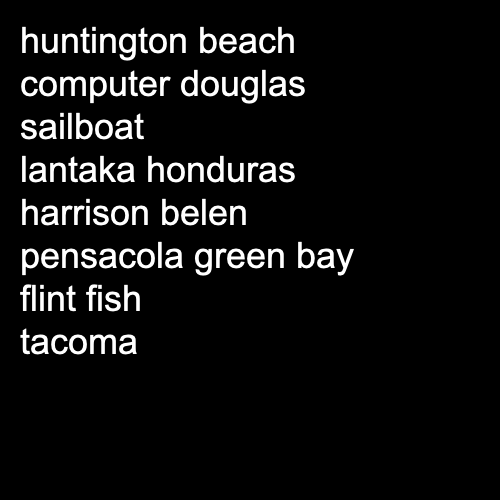 huntington beach
computer douglas
sailboat
lantaka honduras
harrison belen
pensacola green bay
flint fish
tacoma